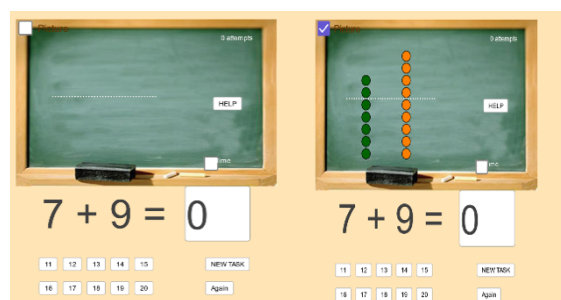 Picture
0 attempts
HELP
7 + 9 = 0
11 12 13 14 15 NEW TASK
16 17 18 19 20 Again
Picture
0 attempts
HELP
7 + 9 = 0
11 12 13 14 15 NEW TASK
16 17 18 19 20 Again